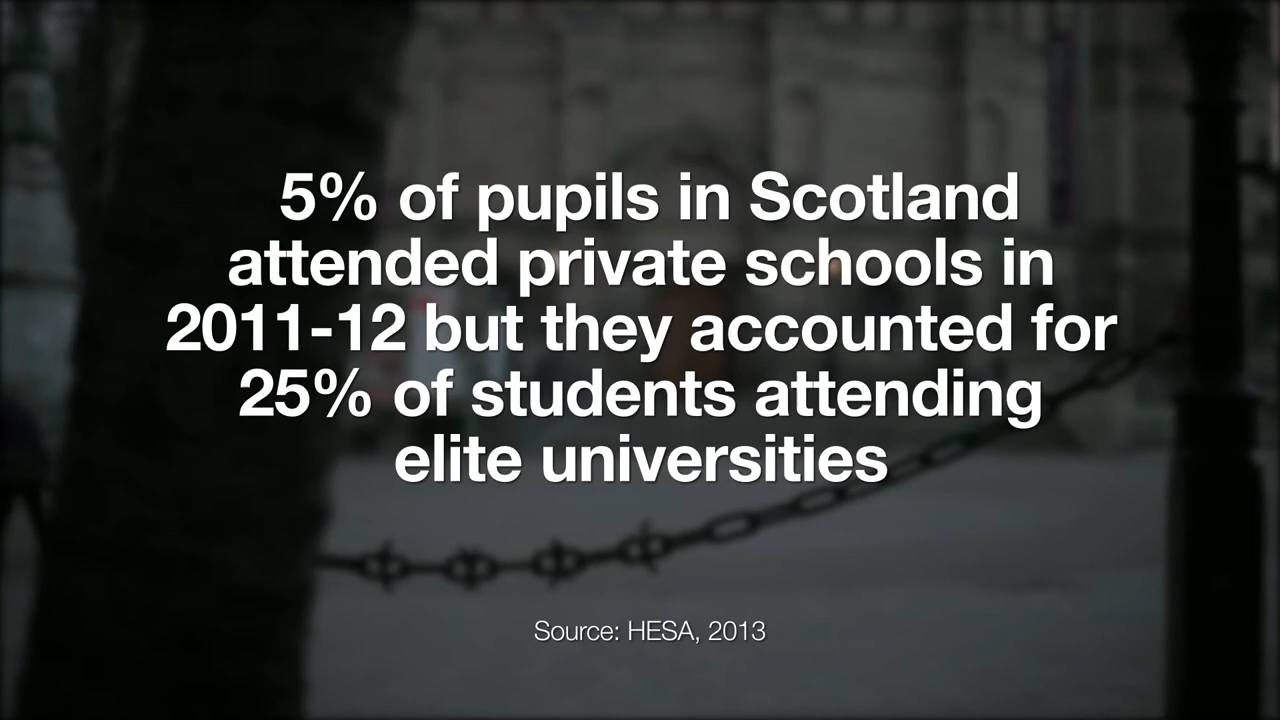 5% of pupils in Scotland
attended private schools in
2011-12 but they accounted for
25% of students attending
elite universities
Source: HESA, 2013